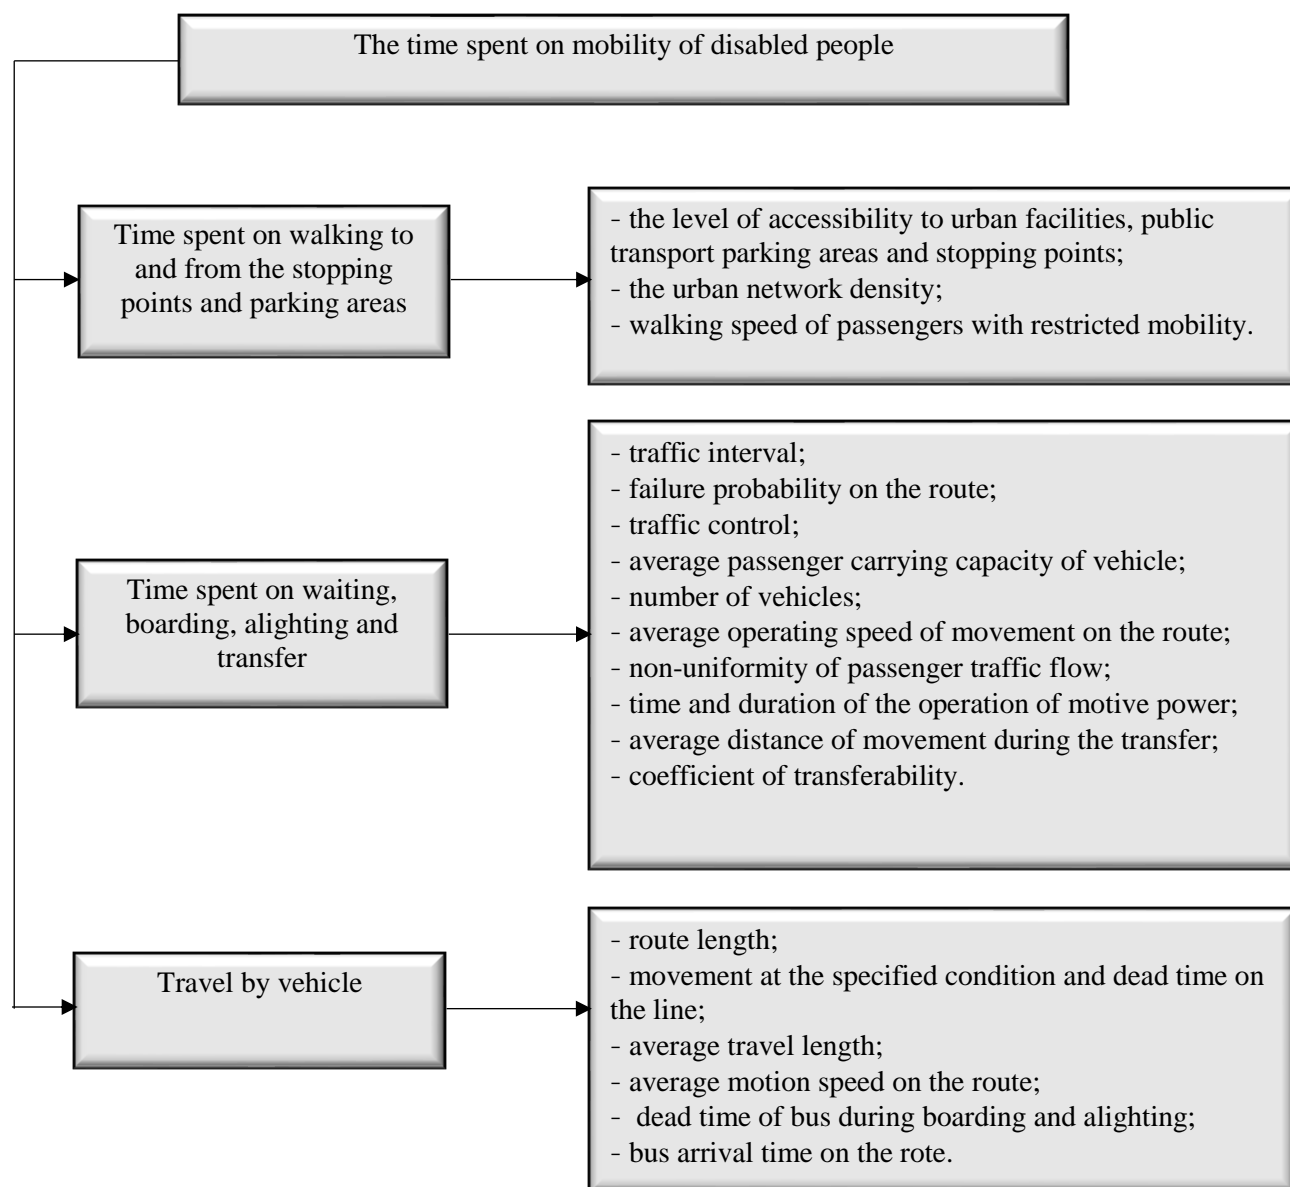 The time spent on mobility of disabled people
Time spent on walking to
and from the stopping
points and parking areas
- the level of accessibility to urban facilities, public
transport parking areas and stopping points;
- the urban network density;
- walking speed of passengers with restricted mobility.
Time spent on waiting,
boarding, alighting and
transfer
- traffic interval;
- failure probability on the route;
- traffic control;
- average passenger carrying capacity of vehicle;
- number of vehicles;
- average operating speed of movement on the route;
- non-uniformity of passenger traffic flow;
- time and duration of the operation of motive power;
- average distance of movement during the transfer;
- coefficient of transferability.
Travel by vehicle
- route length;
- movement at the specified condition and dead time on
the line;
- average travel length;
- average motion speed on the route;
- dead time of bus during boarding and alighting;
- bus arrival time on the rote.